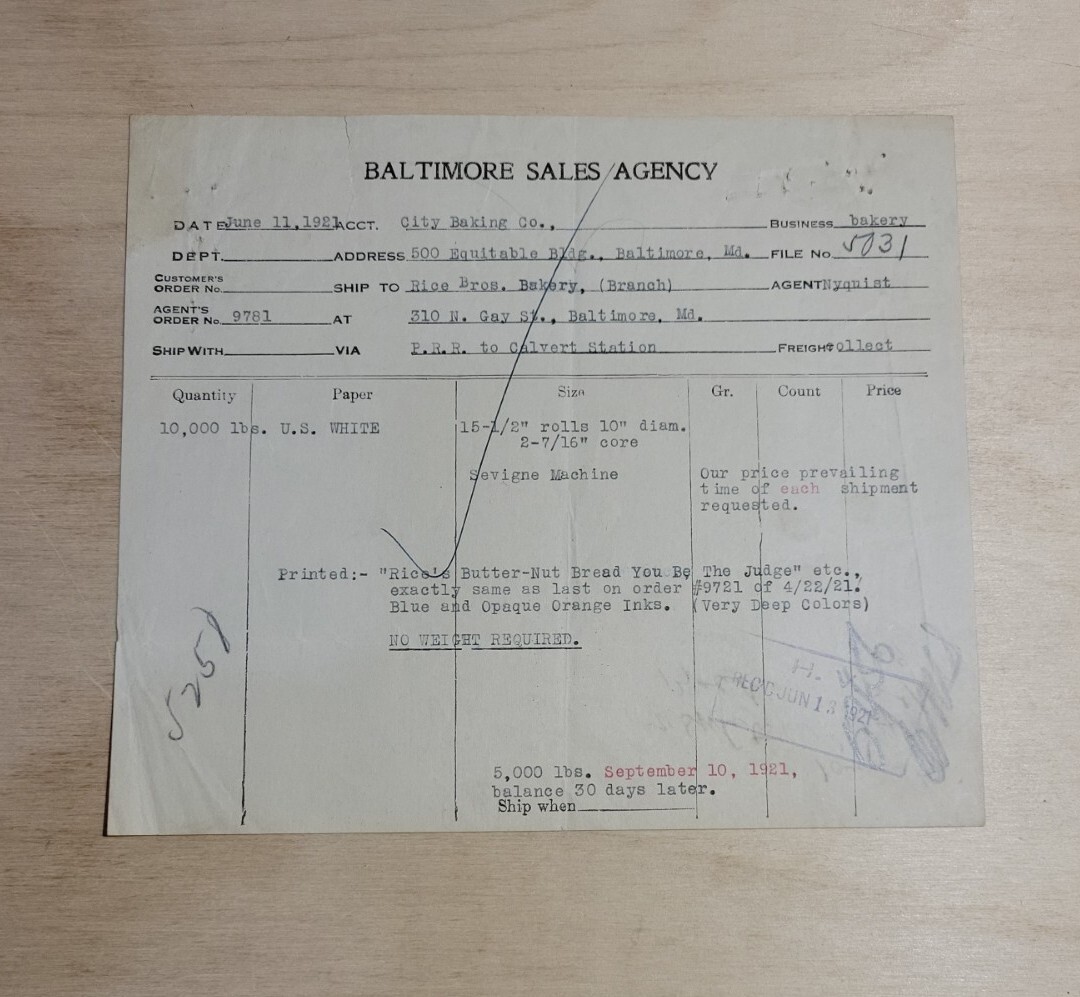 BALTIMORE SALES AGENCY
DATE June 11,1921 ACCT. City Baking Co., BUSINESS bakery
DEPT. ADDRESS 500 Equitable Bldg., Baltimore, Md. FILE NO. 5031
CUSTOMER'S ORDER NO. SHIP TO Rice Bros. Bakery, (Branch) AGENT Nyquist
AGENT'S ORDER NO. 9781 AT 310 N. Gay St., Baltimore, Md.
SHIP WITH VIA P.R.R. to Calvert Station FREIGHT collect
Quantity Paper Size Gr. Count Price
10,000 lbs. U.S. WHITE 15-1/2" rolls 10" diam.
2-7/16" core
Sevigne Machine Our price prevailing
time of each shipment
requested.
Printed:- "Rice's Butter-Nut Bread You Be The Judge" etc.,
exactly same as last on order #9721 of 4/22/21.
Blue and Opaque Orange Inks. (Very Deep Colors)
NO WEIGHT REQUIRED.
5258
REC'D JUN 13 1921
5,000 lbs. September 10, 1921,
balance 30 days later.
Ship when